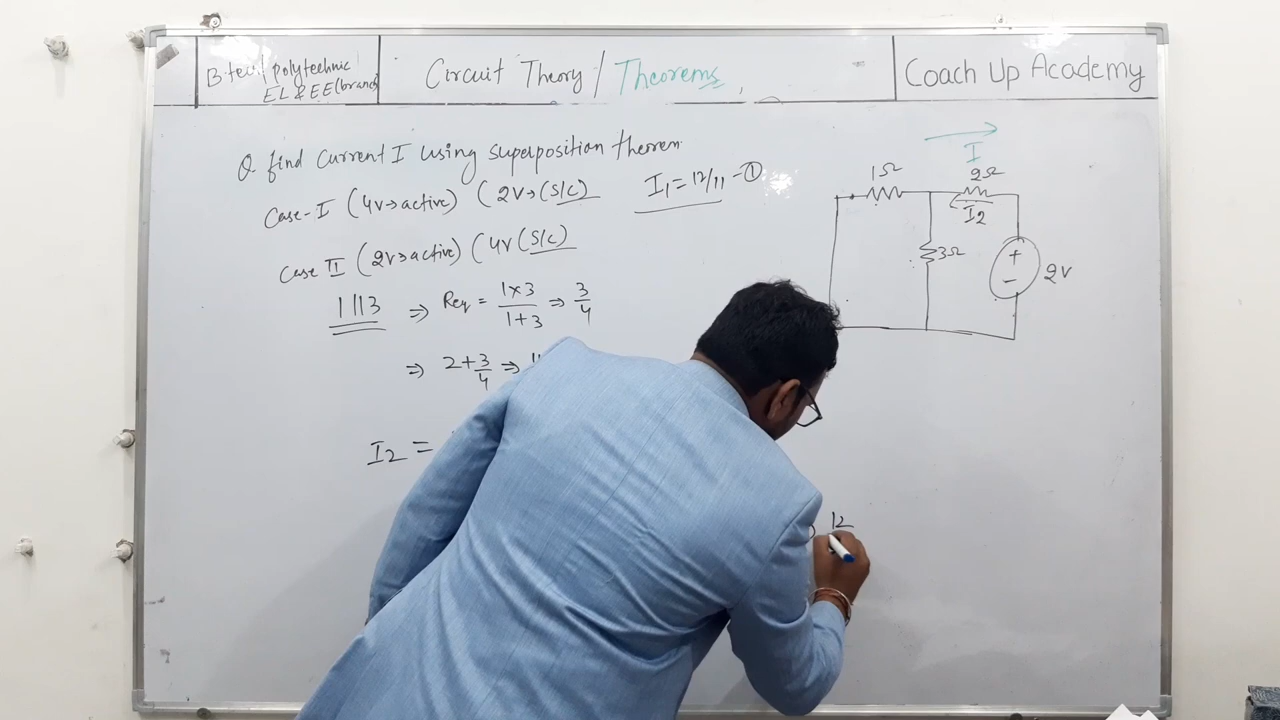 B.tech/polytechnic
EL & EE(branch)
Circuit Theory / Theorems
Coach Up Academy
Q. find Current I using superposition theorem
Case-I (4V→active) (2V→(S/C)
I₁ = 12/11 -①
Case II (2V→active) (4V(S/C)
1||3 ⇒ Req = 1×3/1+3 ⇒ 3/4
⇒ 2+3/4 ⇒
I₂ =
12
I
1Ω
2Ω
I₂
3Ω
+
-
2V